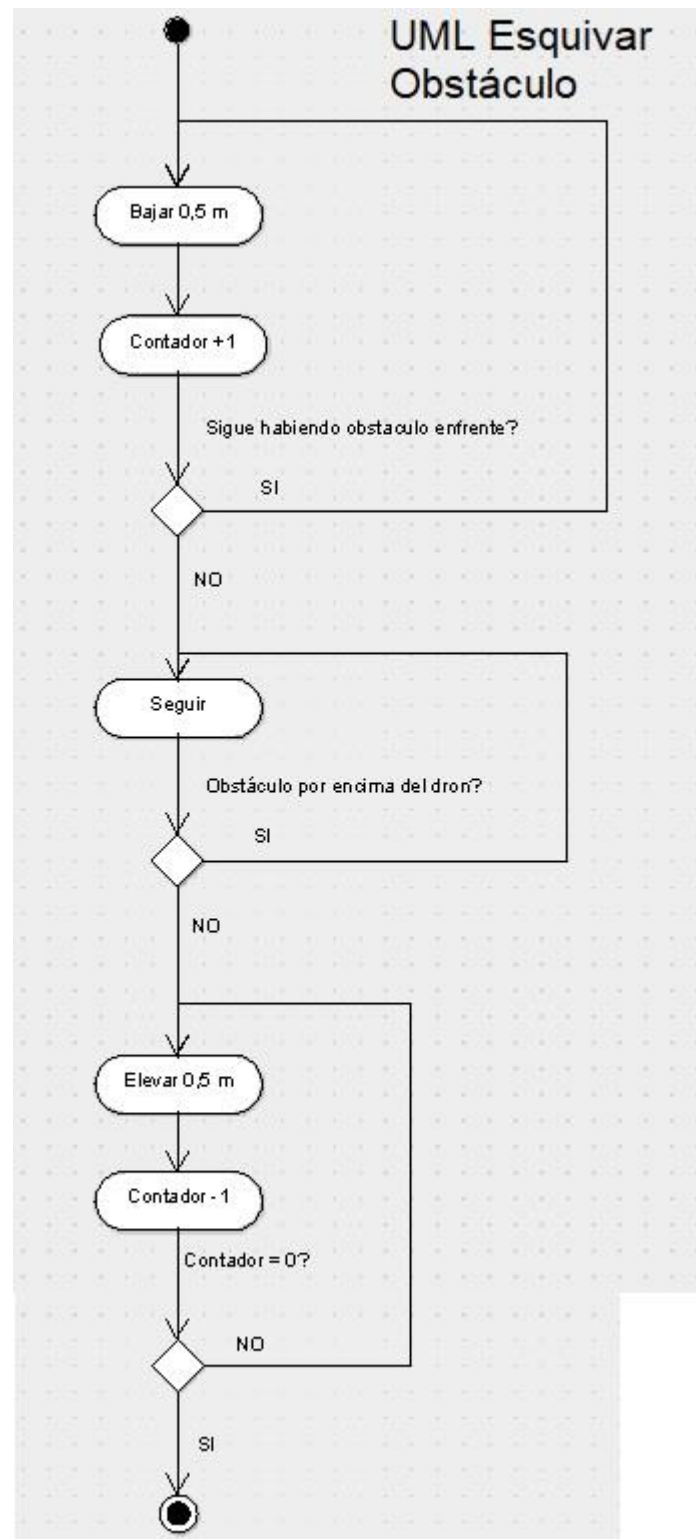 UML Esquivar
Obstáculo
Bajar 0,5 m
Contador +1
Sigue habiendo obstaculo enfrente?
SI
NO
Seguir
Obstáculo por encima del dron?
SI
NO
Elevar 0,5 m
Contador - 1
Contador = 0?
NO
SI